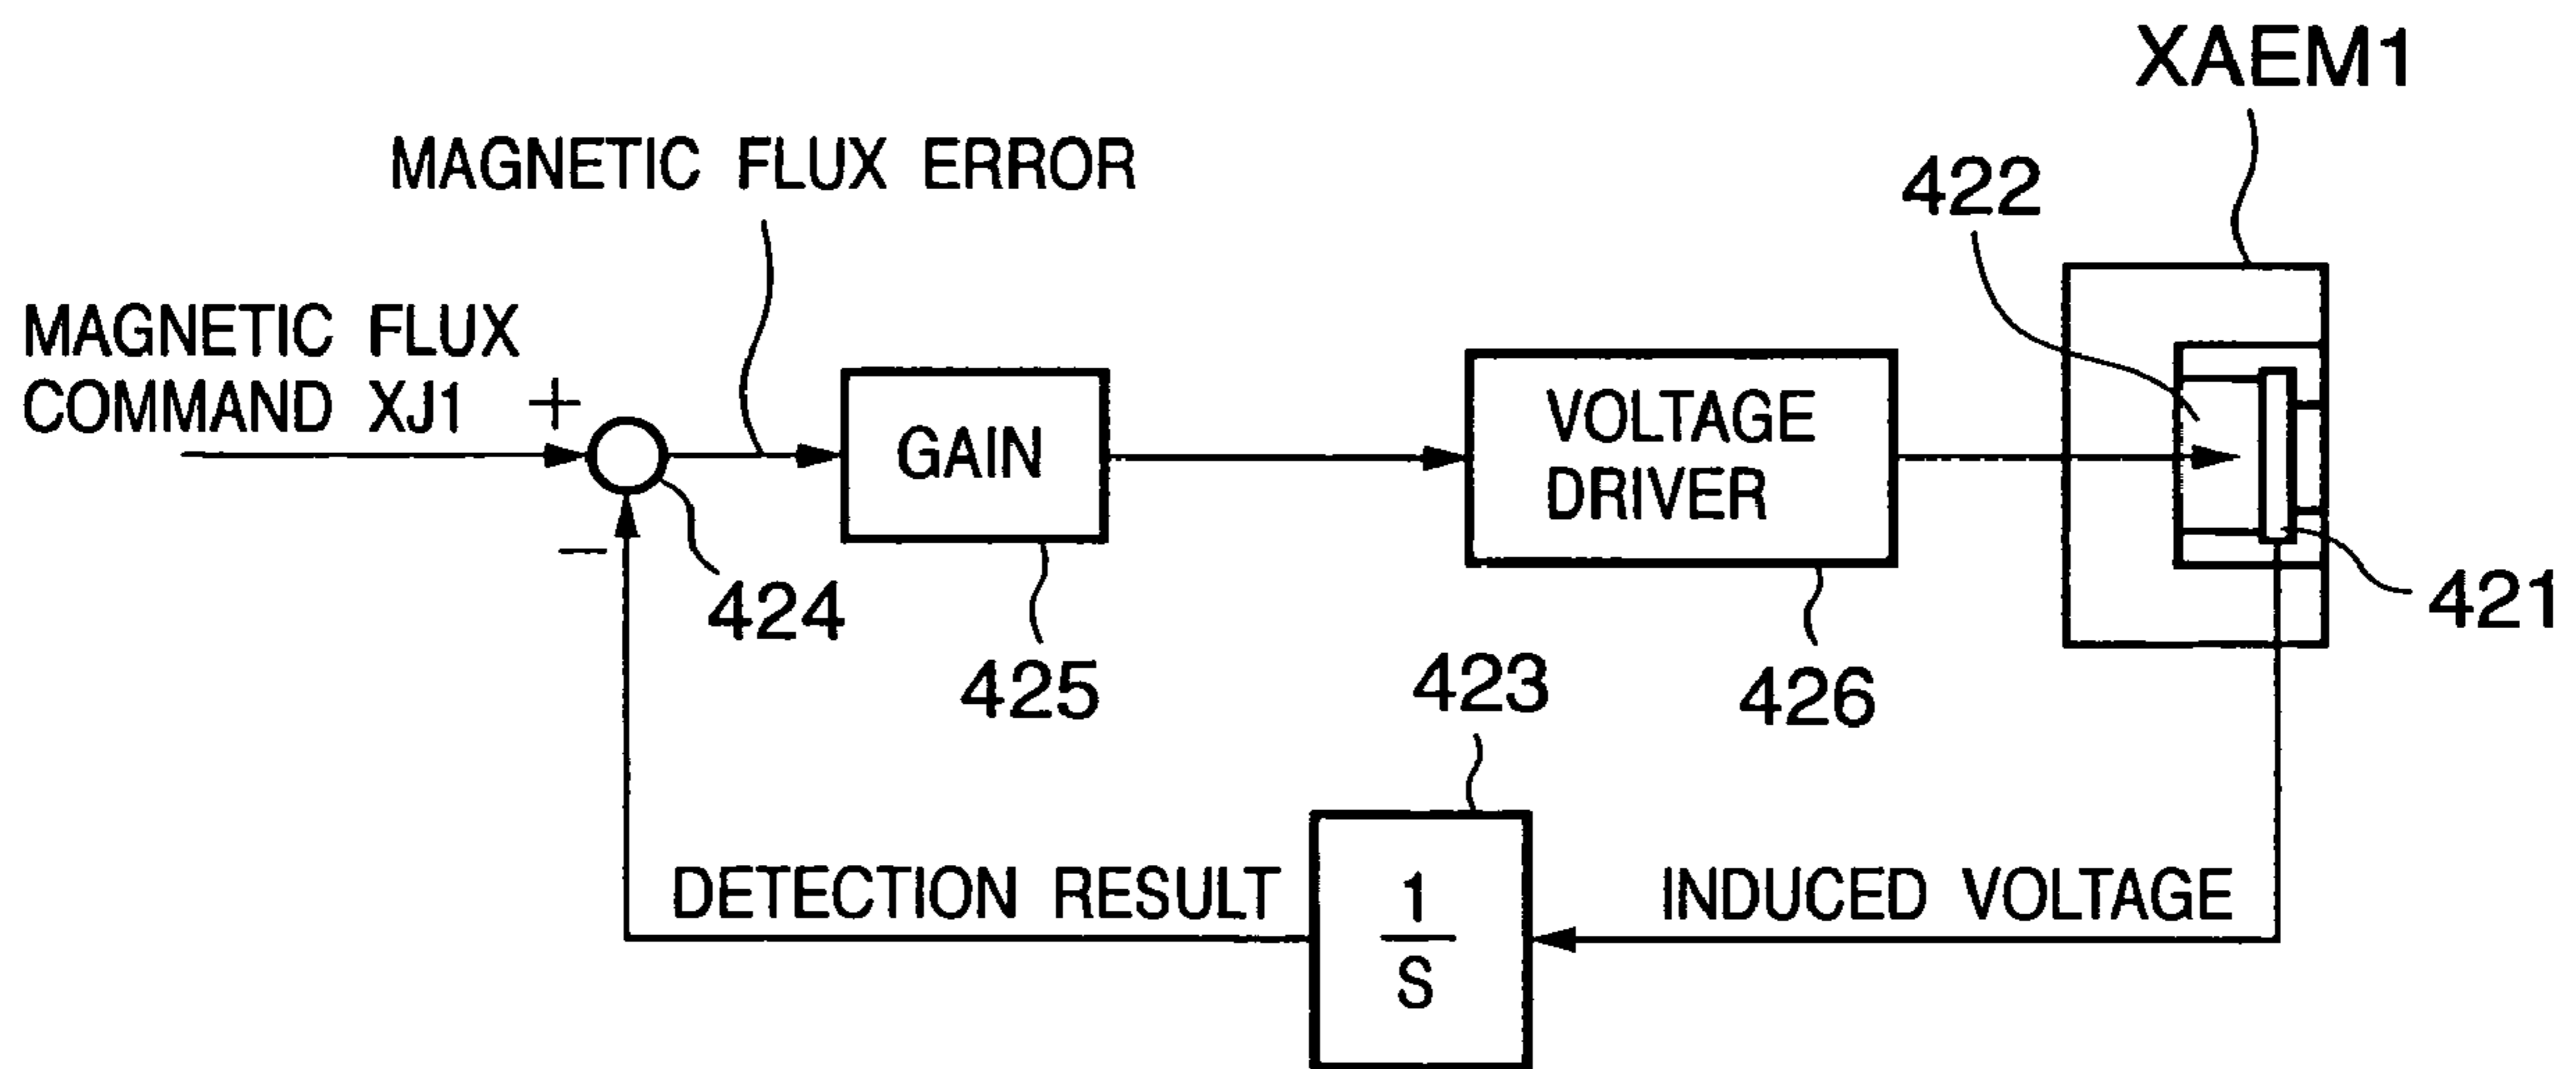 XAEM1
MAGNETIC FLUX ERROR
422
MAGNETIC FLUX
COMMAND XJ1
+
GAIN
VOLTAGE
DRIVER
−
424
421
425
423
426
DETECTION RESULT
1
S
INDUCED VOLTAGE